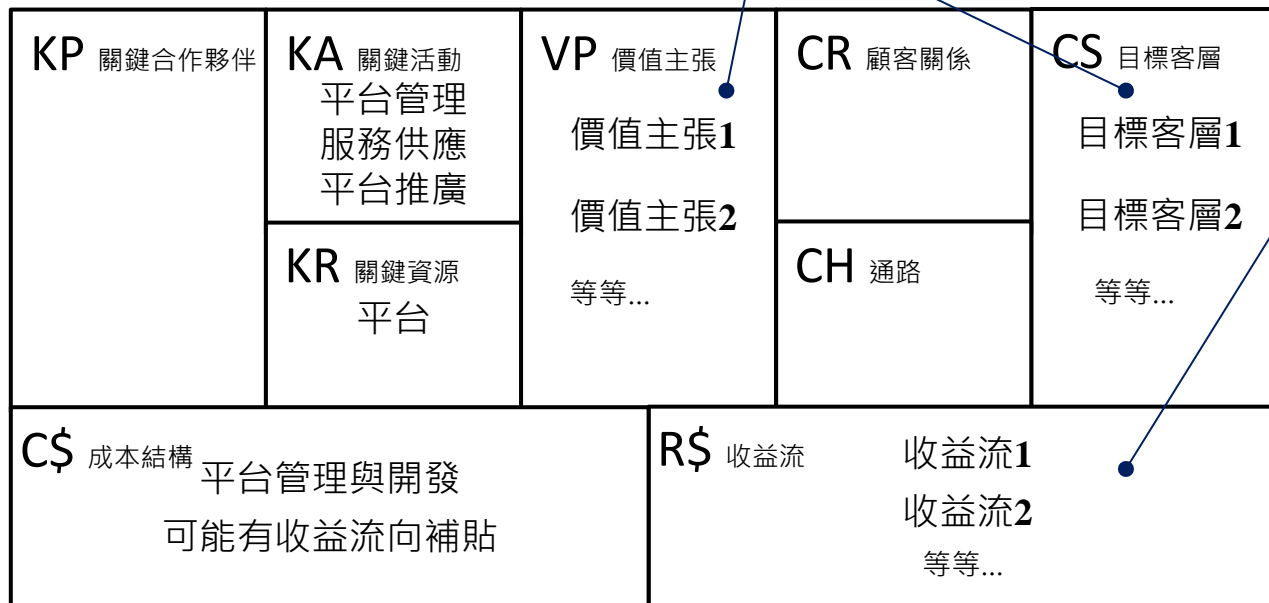 KP 關鍵合作夥伴
KA 關鍵活動
平台管理
服務供應
平台推廣
KR 關鍵資源
平台
VP 價值主張
價值主張1
價值主張2
等等...
CR 顧客關係
CH 通路
CS 目標客層
目標客層1
目標客層2
等等...
C$ 成本結構
平台管理與開發
可能有收益流向補貼
R$ 收益流
收益流1
收益流2
等等...